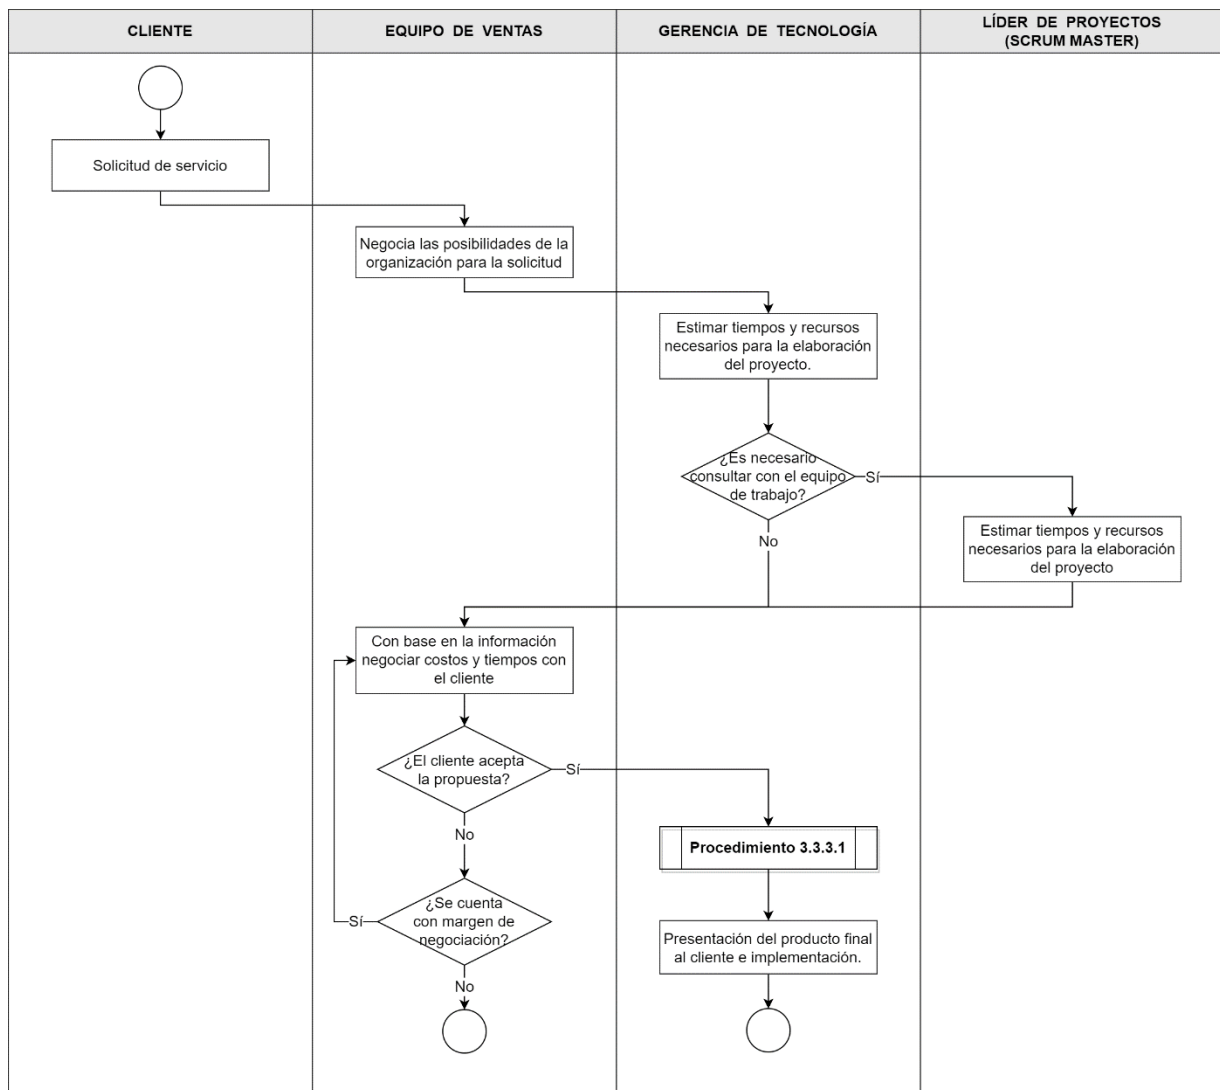 CLIENTE
EQUIPO DE VENTAS
GERENCIA DE TECNOLOGÍA
LÍDER DE PROYECTOS
(SCRUM MASTER)
Solicitud de servicio
Negocia las posibilidades de la
organización para la solicitud
Estimar tiempos y recursos
necesarios para la elaboración
del proyecto.
¿Es necesario
consultar con el equipo
de trabajo?
Sí
No
Estimar tiempos y recursos
necesarios para la elaboración
del proyecto
Con base en la información
negociar costos y tiempos con
el cliente
¿El cliente acepta
la propuesta?
Sí
No
Procedimiento 3.3.3.1
¿Se cuenta
con margen de
negociación?
Sí
No
Presentación del producto final
al cliente e implementación.